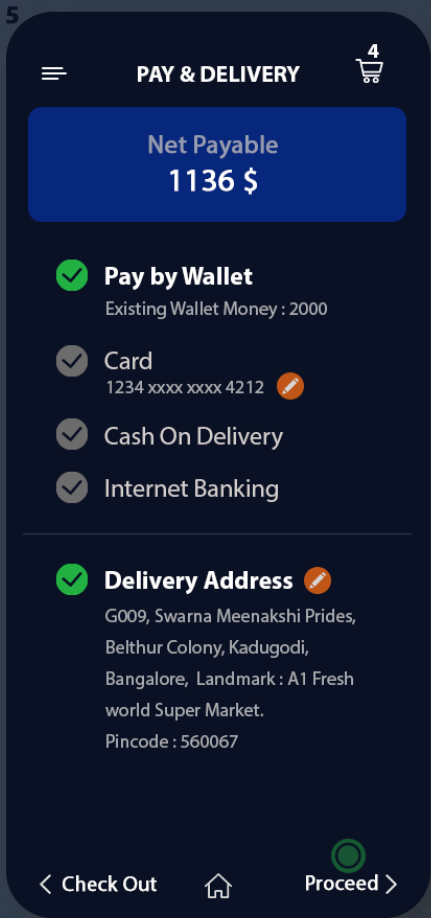 5
4
PAY & DELIVERY
Net Payable
1136 $
Pay by Wallet
Existing Wallet Money : 2000
Card
1234 xxxx xxxx 4212
Cash On Delivery
Internet Banking
Delivery Address
G009, Swarna Meenakshi Prides,
Belthur Colony, Kadugodi,
Bangalore, Landmark : A1 Fresh
world Super Market.
Pincode : 560067
Check Out
Proceed